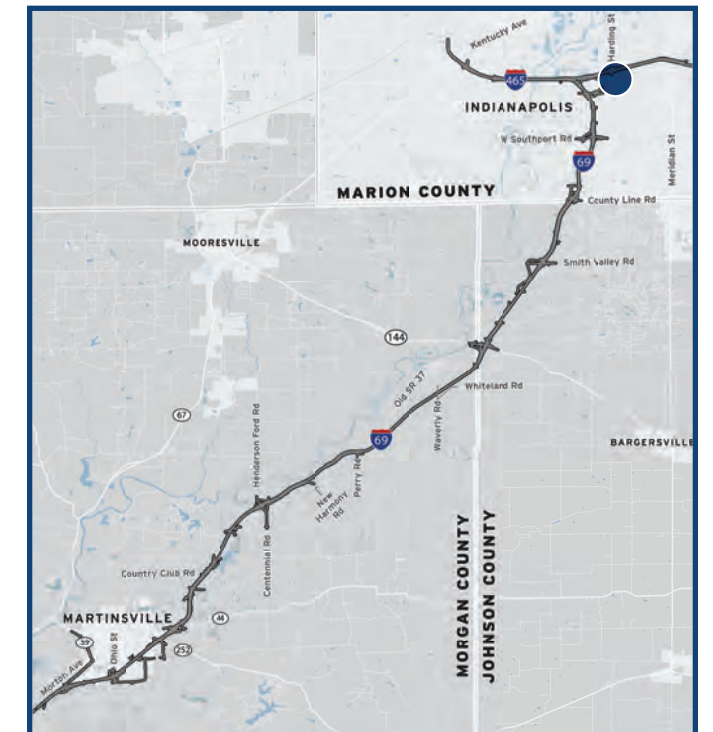 Kentucky Ave
Harding St
465
INDIANAPOLIS
W Southport Rd
69
Meridian St
MARION COUNTY
County Line Rd
MOORESVILLE
Smith Valley Rd
144
Old SR 37
Whiteland Rd
Waverly Rd
67
Henderson Ford Rd
69
BARGERSVILLE
Perry Rd
New
Harmony
Rd
Centennial Rd
MORGAN COUNTY
JOHNSON COUNTY
Country Club Rd
MARTINSVILLE
44
39
Ohio St
252
Morton Ave